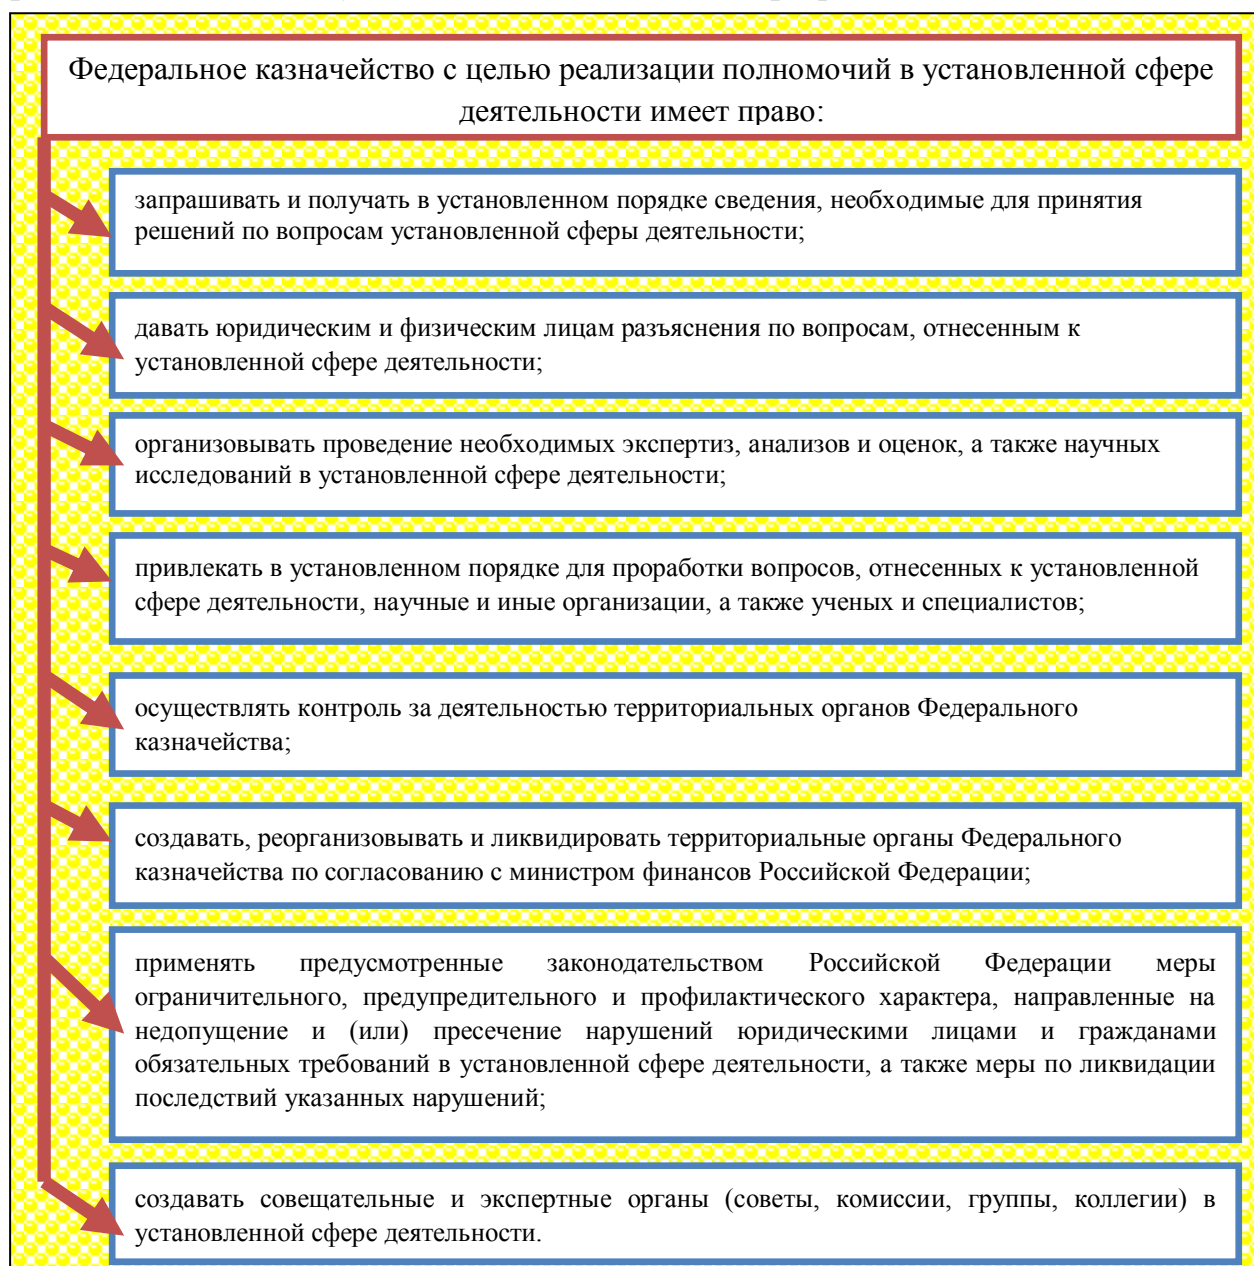 Федеральное казначейство с целью реализации полномочий в установленной сфере
деятельности имеет право:
запрашивать и получать в установленном порядке сведения, необходимые для принятия
решений по вопросам установленной сферы деятельности;
давать юридическим и физическим лицам разъяснения по вопросам, отнесенным к
установленной сфере деятельности;
организовывать проведение необходимых экспертиз, анализов и оценок, а также научных
исследований в установленной сфере деятельности;
привлекать в установленном порядке для проработки вопросов, отнесенных к установленной
сфере деятельности, научные и иные организации, а также ученых и специалистов;
осуществлять контроль за деятельностью территориальных органов Федерального
казначейства;
создавать, реорганизовывать и ликвидировать территориальные органы Федерального
казначейства по согласованию с министром финансов Российской Федерации;
применять предусмотренные законодательством Российской Федерации меры
ограничительного, предупредительного и профилактического характера, направленные на
недопущение и (или) пресечение нарушений юридическими лицами и гражданами
обязательных требований в установленной сфере деятельности, а также меры по ликвидации
последствий указанных нарушений;
создавать совещательные и экспертные органы (советы, комиссии, группы, коллегии) в
установленной сфере деятельности.